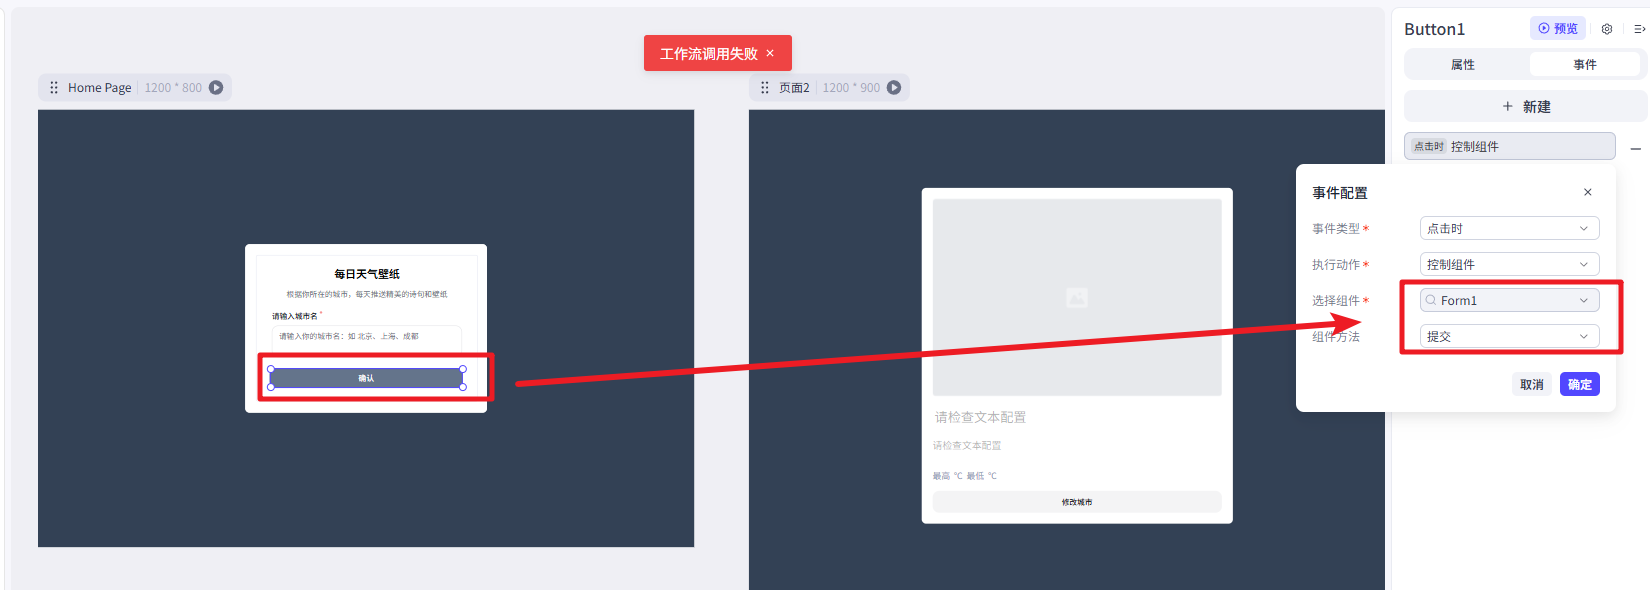 工作流调用失败 ×
Home Page 1200 * 800
每日天气壁纸
根据你所在的城市，每天推送精美的诗句和壁纸
请输入城市名 *
请输入你的城市名：如 北京、上海、成都
确认
页面2 1200 * 900
请检查文本配置
请检查文本配置
最高 ℃ 最低 ℃
修改城市
Button1 预览
属性 事件
+ 新建
点击时 控制组件
事件配置 ×
事件类型 * 点击时
执行动作 * 控制组件
选择组件 * Form1
组件方法 提交
取消 确定